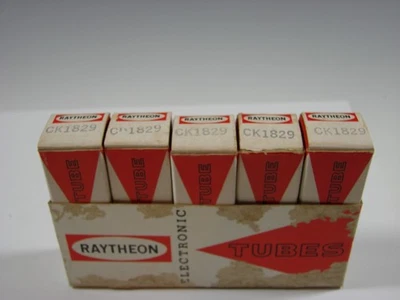 RAYTHEON RAYTHEON RAYTHEON RAYTHEON RAYTHEON
CK1829 CK1829 CK1829 CK1829 CK1829
TUBE TUBE TUBE TUBE TUBE
RAYTHEON
ELECTRONIC
TUBES